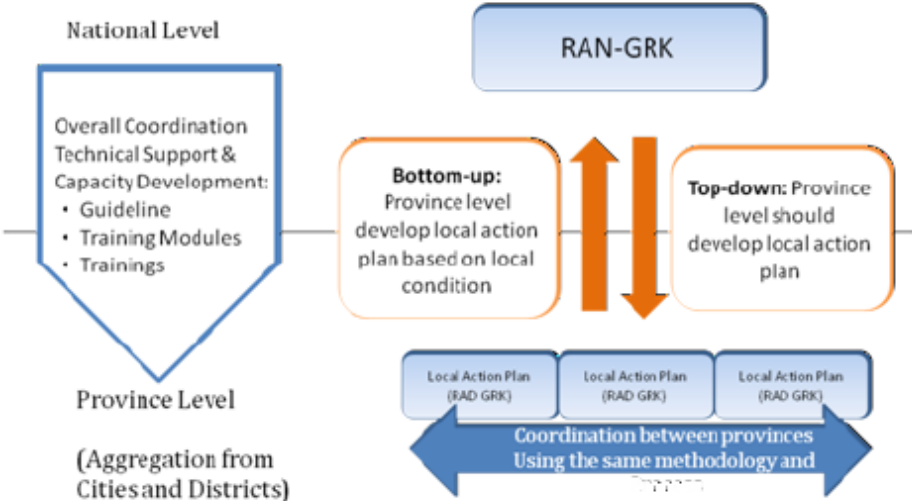 National Level
Overall Coordination
Technical Support &
Capacity Development:
• Guideline
• Training Modules
• Trainings
Province Level
(Aggregation from
Cities and Districts)
RAN-GRK
Bottom-up:
Province level
develop local action
plan based on local
condition
Top-down: Province
level should
develop local action
plan
Local Action Plan
(RAD GRK)
Local Action Plan
(RAD GRK)
Local Action Plan
(RAD GRK)
Coordination between provinces
Using the same methodology and